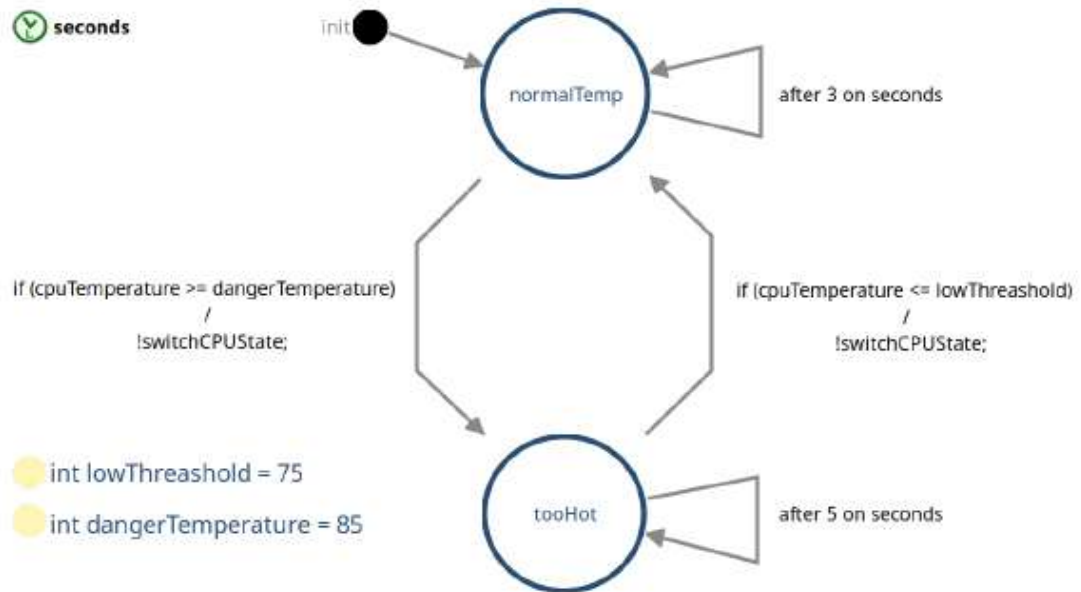 seconds
init
normalTemp
after 3 on seconds
if (cpuTemperature >= dangerTemperature)
/
!switchCPUState;
if (cpuTemperature <= lowThreashold)
/
!switchCPUState;
int lowThreashold = 75
int dangerTemperature = 85
tooHot
after 5 on seconds